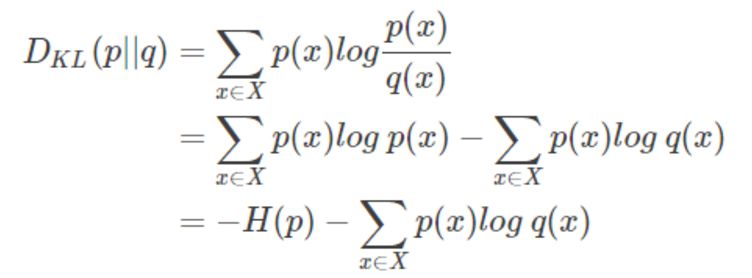 D_{KL}(p||q) = \sum_{x \in X} p(x) log \frac{p(x)}{q(x)}
= \sum_{x \in X} p(x) log p(x) - \sum_{x \in X} p(x) log q(x)
= -H(p) - \sum_{x \in X} p(x) log q(x)